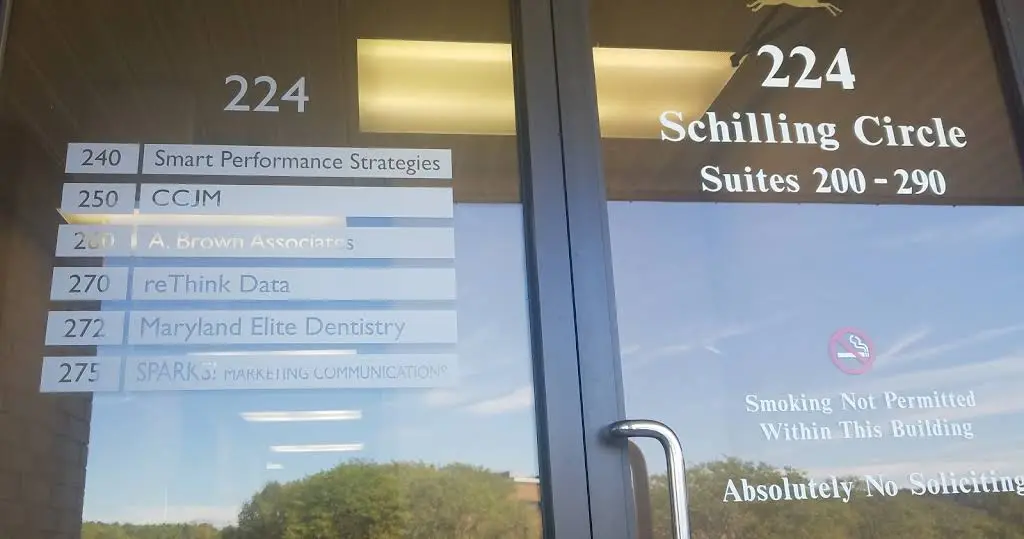 224
240 Smart Performance Strategies
250 CCJM
260 A. Brown Associates
270 reThink Data
272 Maryland Elite Dentistry
275 SPARKS! MARKETING COMMUNICATIONS
224
Schilling Circle
Suites 200 - 290
Smoking Not Permitted
Within This Building
Absolutely No Soliciting